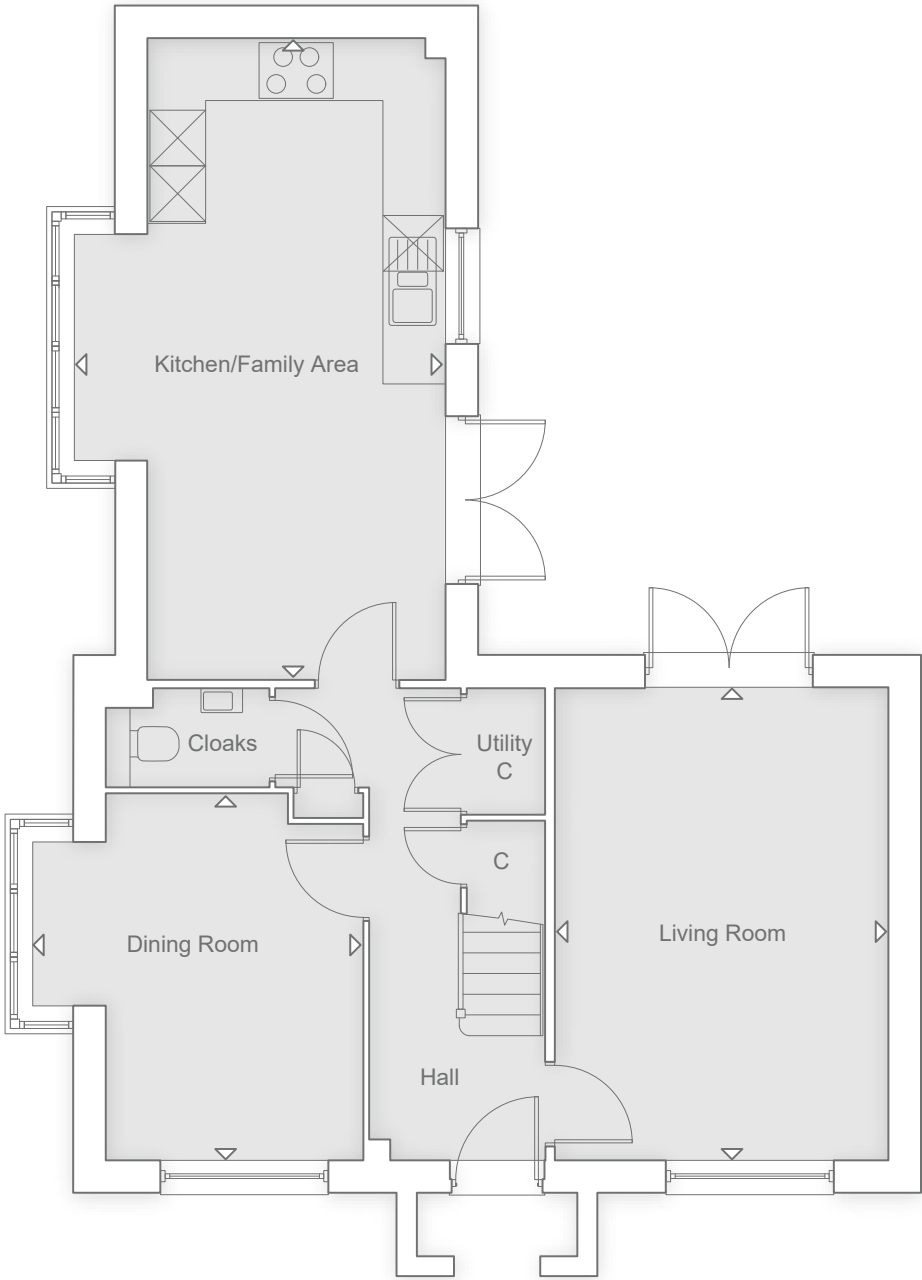 Kitchen/Family Area
Cloaks
Utility
C
C
Dining Room
Living Room
Hall